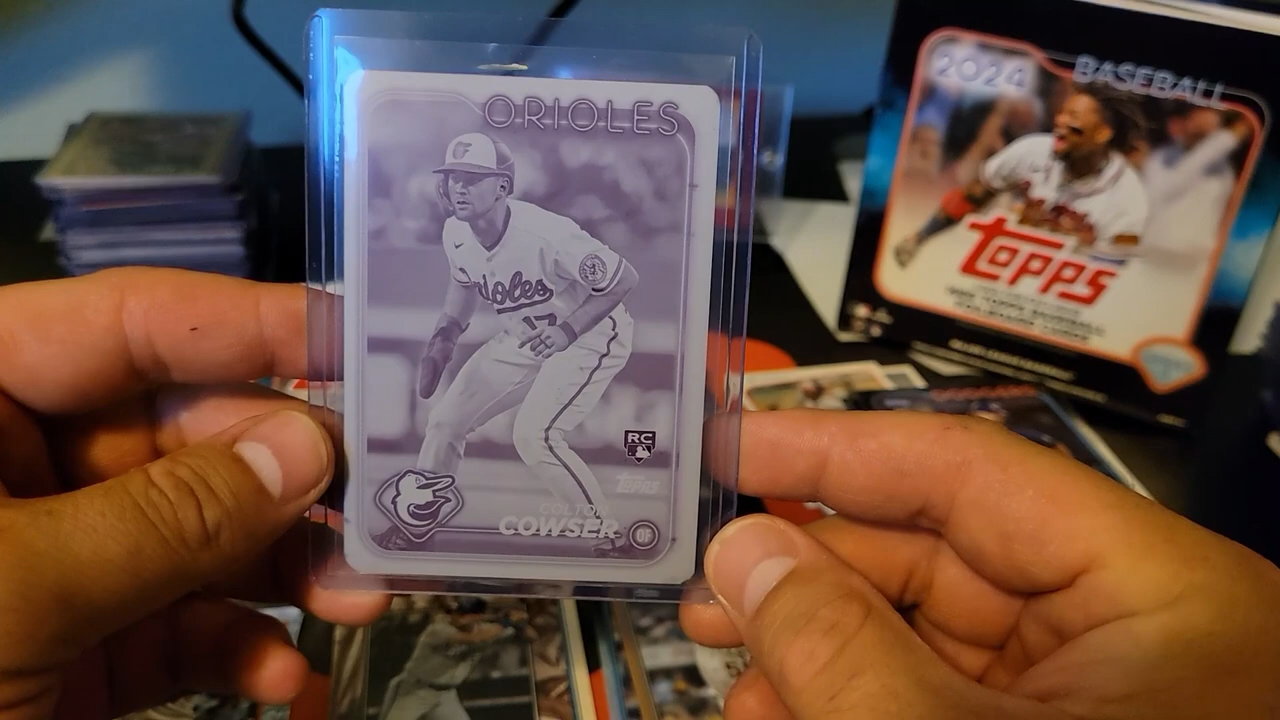 ORIOLES
Orioles
17
RC
Topps
COLTON
COWSER
OF
2024
BASEBALL
Topps